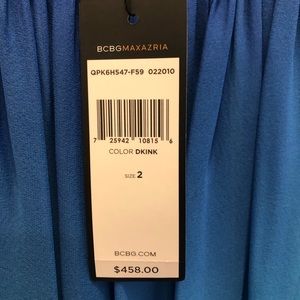 BCBGMAXAZRIA
QPK6H547-F59 022010
7 25942 10815 6
COLOR DKINK
SIZE 2
BCBG.COM
$458.00